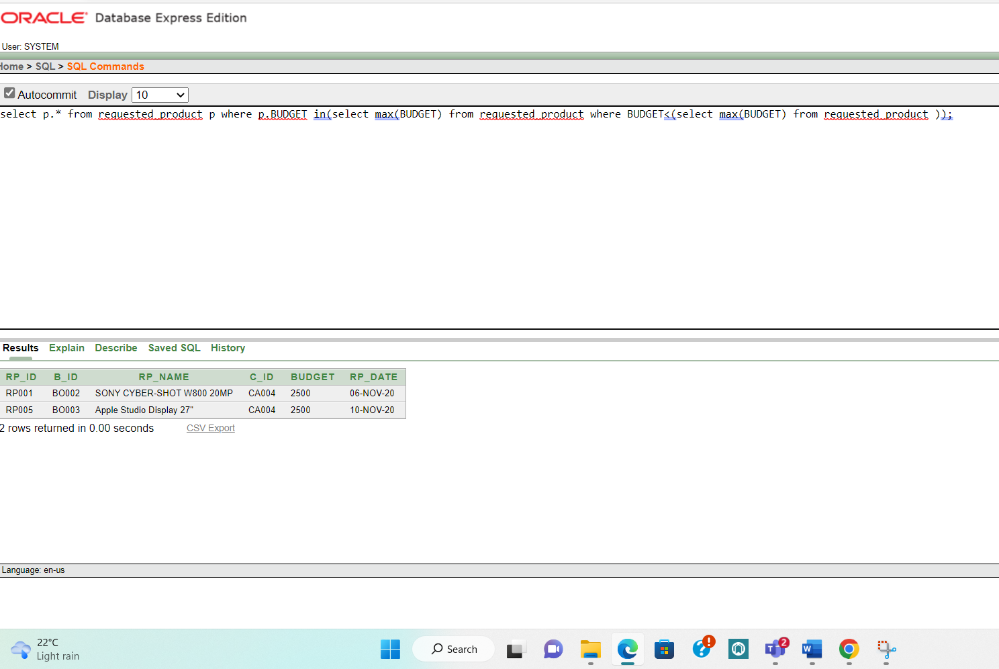 ORACLE Database Express Edition
User: SYSTEM
Home > SQL > SQL Commands
Autocommit Display 10
select p.* from requested_product p where p.BUDGET in(select max(BUDGET) from requested_product where BUDGET<(select max(BUDGET) from requested_product ));
Results Explain Describe Saved SQL History
RP_ID B_ID RP_NAME C_ID BUDGET RP_DATE
RP001 BO002 SONY CYBER-SHOT W800 20MP CA004 2500 06-NOV-20
RP005 BO003 Apple Studio Display 27" CA004 2500 10-NOV-20
2 rows returned in 0.00 seconds CSV Export
Language: en-us
22°C
Light rain
Search
2